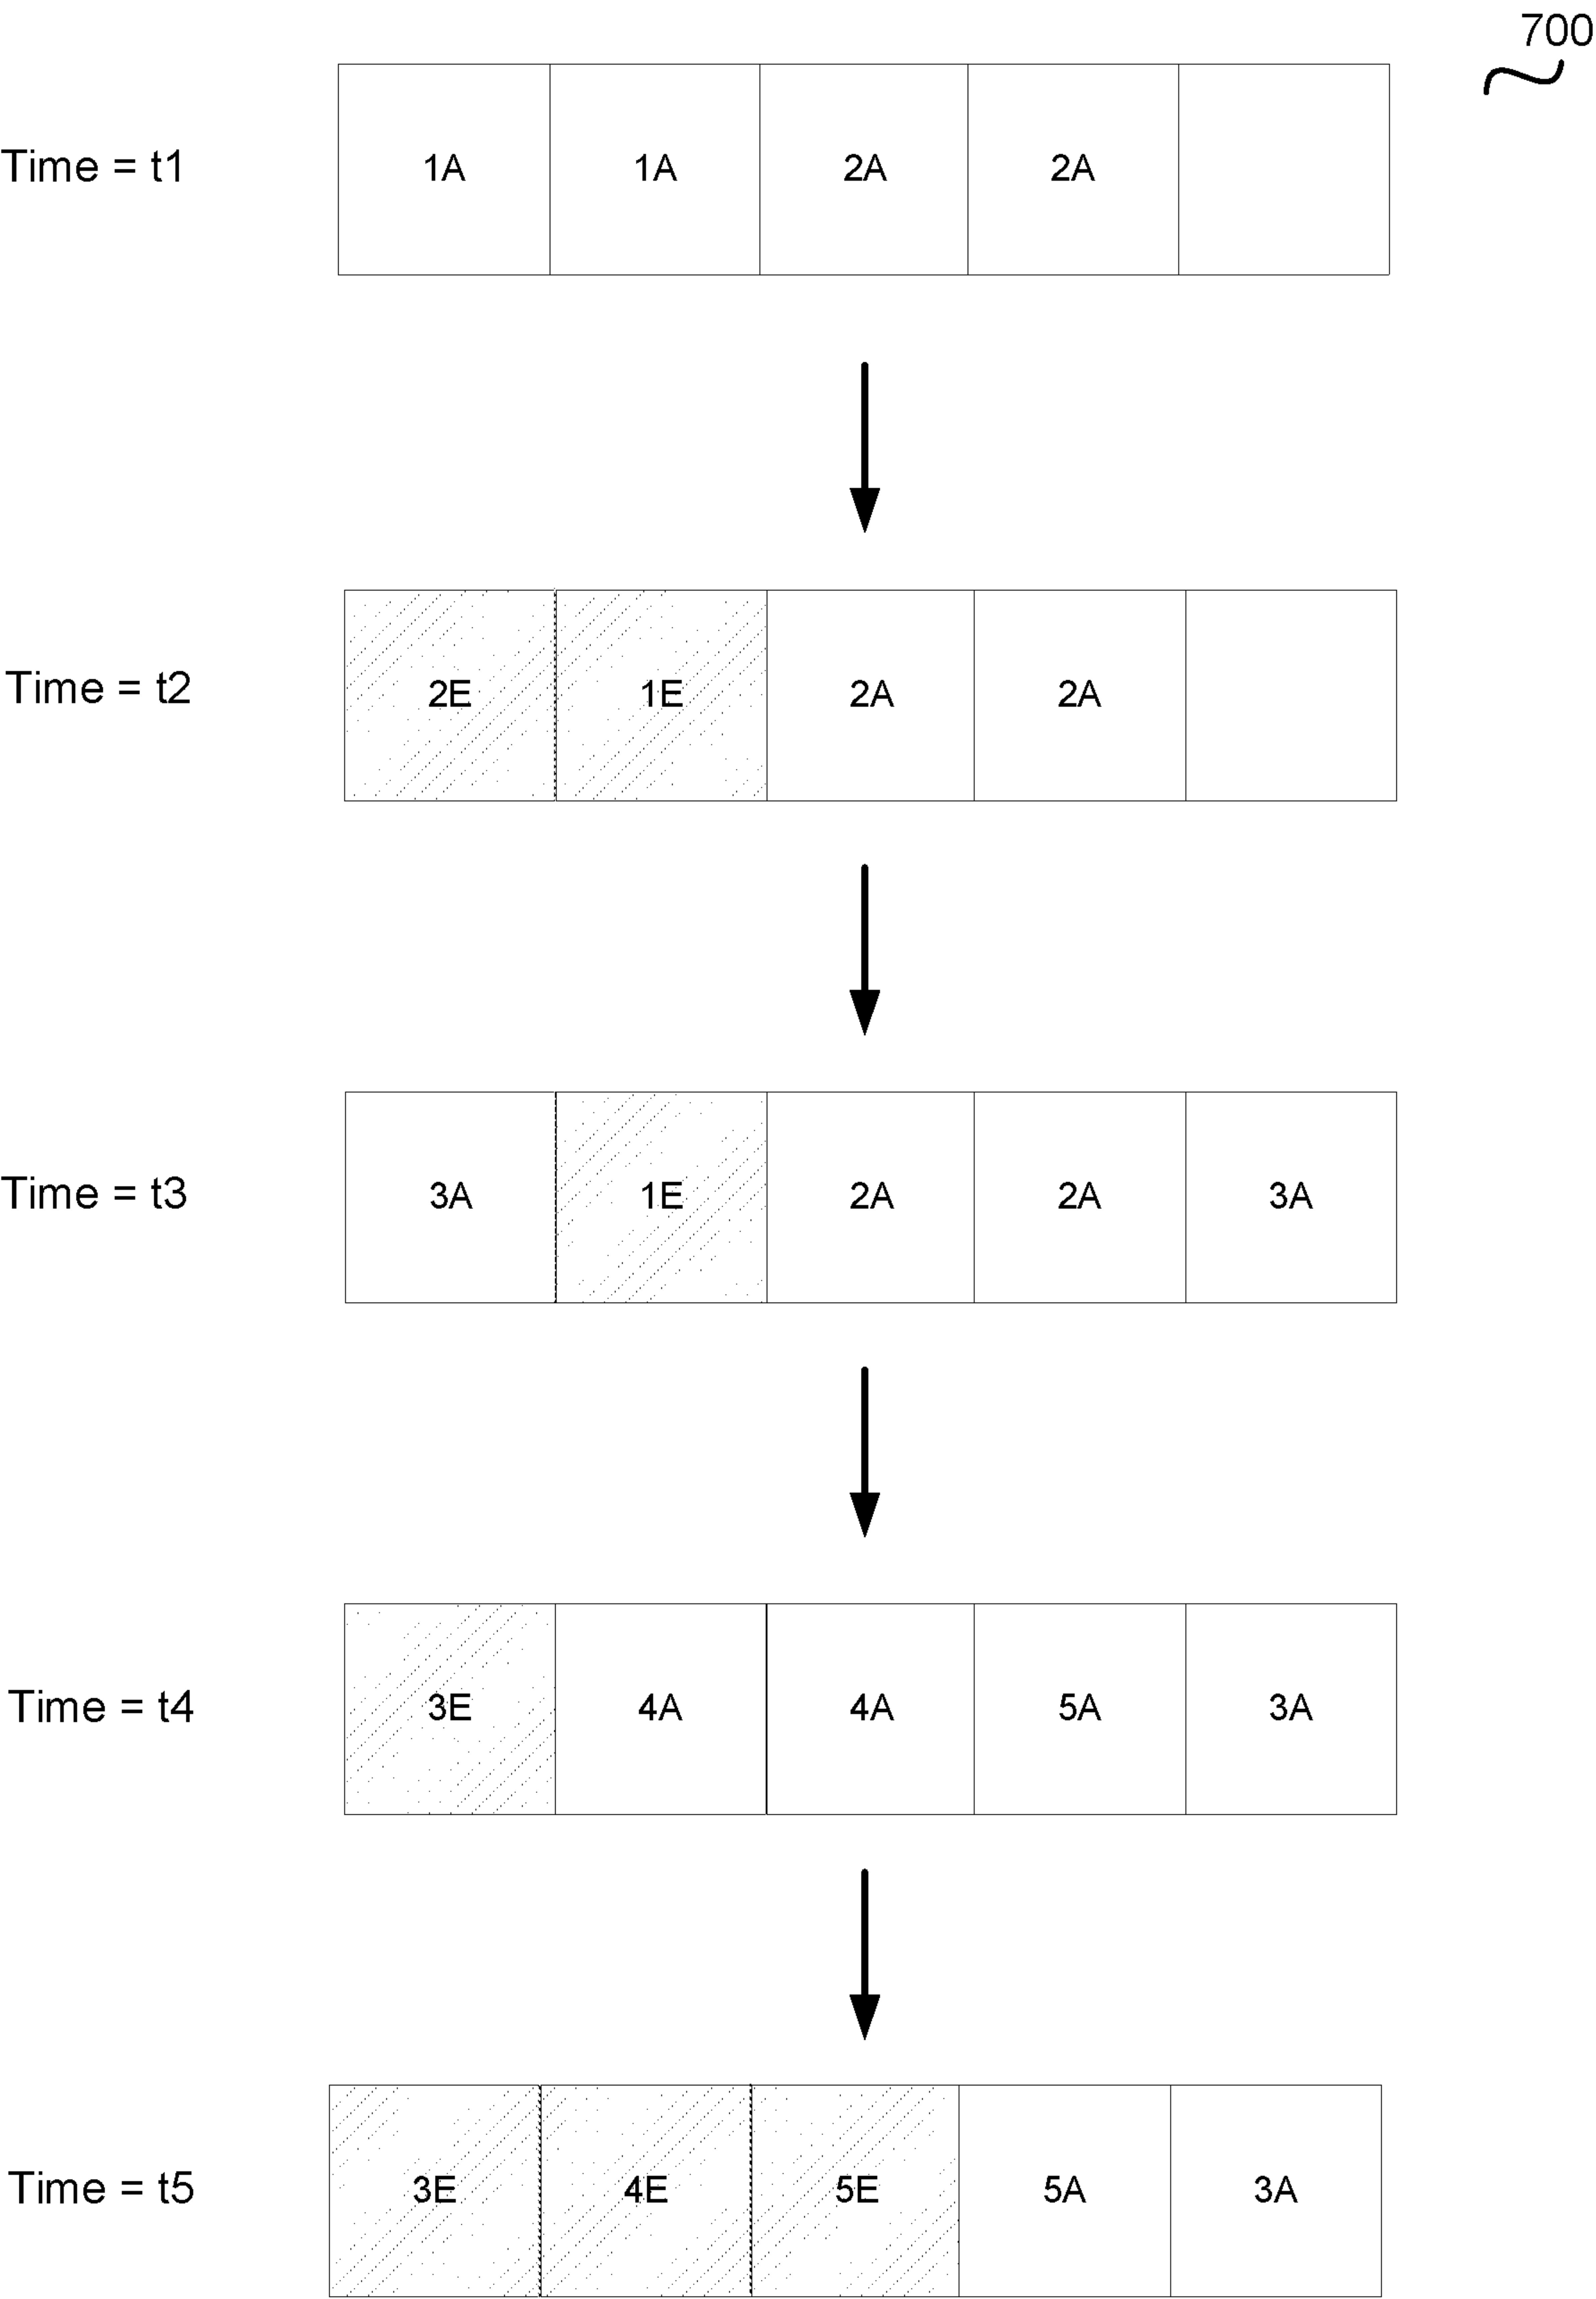 700
Time = t1 1A 1A 2A 2A
Time = t2 2E 1E 2A 2A
Time = t3 3A 1E 2A 2A 3A
Time = t4 3E 4A 4A 5A 3A
Time = t5 3E 4E 5E 5A 3A